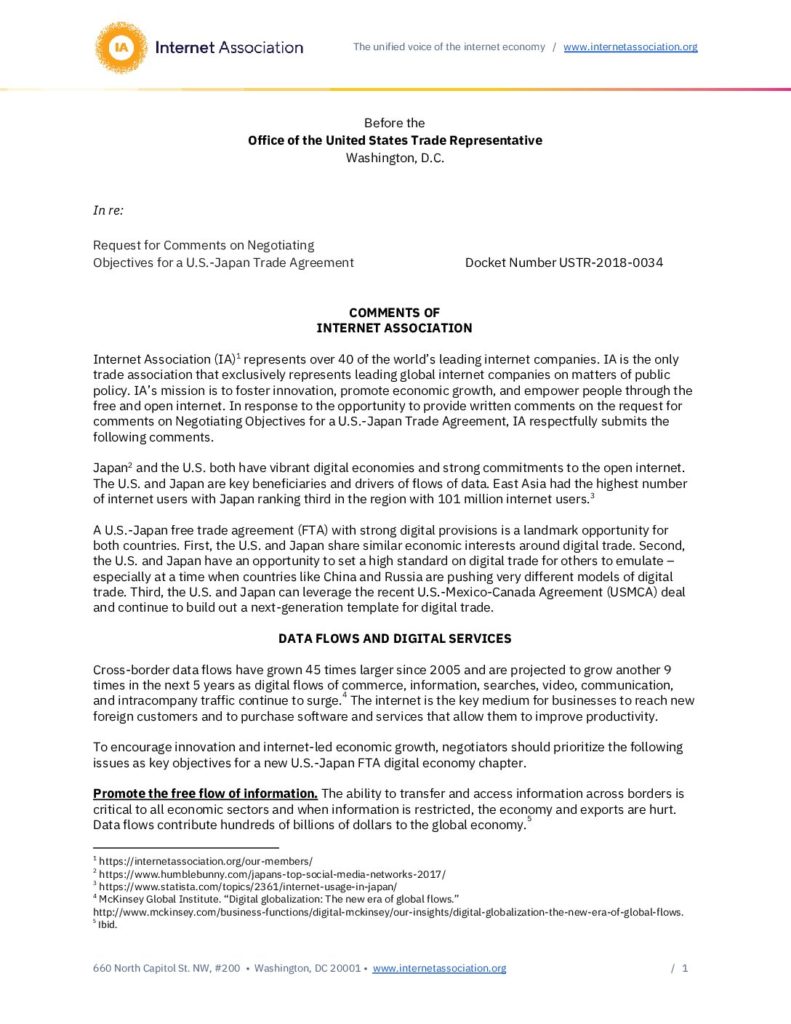 IA Internet Association
The unified voice of the internet economy / www.internetassociation.org
Before the
Office of the United States Trade Representative
Washington, D.C.
In re:
Request for Comments on Negotiating
Objectives for a U.S.-Japan Trade Agreement Docket Number USTR-2018-0034
COMMENTS OF
INTERNET ASSOCIATION
Internet Association (IA)1 represents over 40 of the world's leading internet companies. IA is the only
trade association that exclusively represents leading global internet companies on matters of public
policy. IA's mission is to foster innovation, promote economic growth, and empower people through the
free and open internet. In response to the opportunity to provide written comments on the request for
comments on Negotiating Objectives for a U.S.-Japan Trade Agreement, IA respectfully submits the
following comments.
Japan2 and the U.S. both have vibrant digital economies and strong commitments to the open internet.
The U.S. and Japan are key beneficiaries and drivers of flows of data. East Asia had the highest number
of internet users with Japan ranking third in the region with 101 million internet users.3
A U.S.-Japan free trade agreement (FTA) with strong digital provisions is a landmark opportunity for
both countries. First, the U.S. and Japan share similar economic interests around digital trade. Second,
the U.S. and Japan have an opportunity to set a high standard on digital trade for others to emulate –
especially at a time when countries like China and Russia are pushing very different models of digital
trade. Third, the U.S. and Japan can leverage the recent U.S.-Mexico-Canada Agreement (USMCA) deal
and continue to build out a next-generation template for digital trade.
DATA FLOWS AND DIGITAL SERVICES
Cross-border data flows have grown 45 times larger since 2005 and are projected to grow another 9
times in the next 5 years as digital flows of commerce, information, searches, video, communication,
and intracompany traffic continue to surge.4 The internet is the key medium for businesses to reach new
foreign customers and to purchase software and services that allow them to improve productivity.
To encourage innovation and internet-led economic growth, negotiators should prioritize the following
issues as key objectives for a new U.S.-Japan FTA digital economy chapter.
Promote the free flow of information. The ability to transfer and access information across borders is
critical to all economic sectors and when information is restricted, the economy and exports are hurt.
Data flows contribute hundreds of billions of dollars to the global economy.5
1 https://internetassociation.org/our-members/
2 https://www.humblebunny.com/japans-top-social-media-networks-2017/
3 https://www.statista.com/topics/2361/internet-usage-in-japan/
4 McKinsey Global Institute. "Digital globalization: The new era of global flows."
http://www.mckinsey.com/business-functions/digital-mckinsey/our-insights/digital-globalization-the-new-era-of-global-flows.
5 Ibid.
660 North Capitol St. NW, #200 • Washington, DC 20001 • www.internetassociation.org / 1